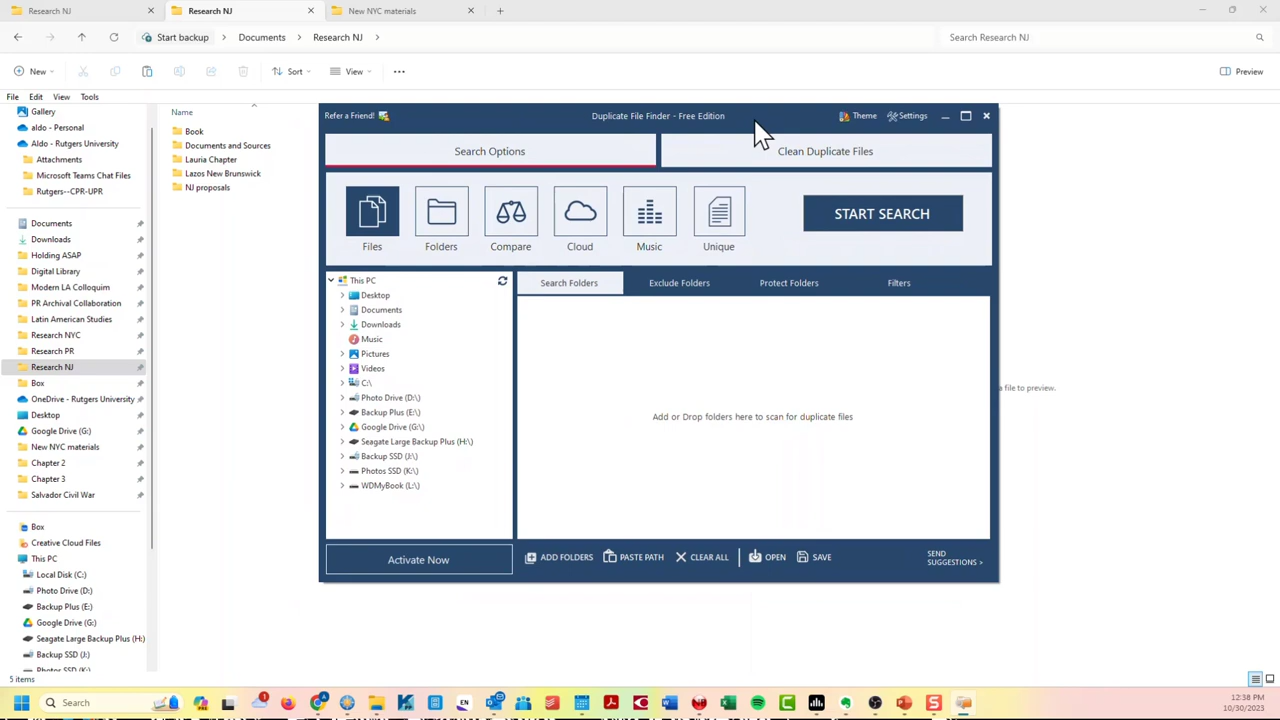 Research NJ
Research NJ
New NYC materials
Start backup
Documents
Research NJ
Search Research NJ
New
Sort
View
Preview
File Edit View Tools
Gallery
aldo - Personal
Aldo - Rutgers University
Attachments
Microsoft Teams Chat Files
Rutgers--CPR-UPR
Documents
Downloads
Holding ASAP
Digital Library
Modern LA Colloquim
PR Archival Collaboration
Latin American Studies
Research NYC
Research PR
Research NJ
Box
OneDrive - Rutgers University
Desktop
Google Drive (G:)
New NYC materials
Chapter 2
Chapter 3
Salvador Civil War
Box
Creative Cloud Files
This PC
Local Disk (C:)
Photo Drive (D:)
Backup Plus (E:)
Google Drive (G:)
Seagate Large Backup Plus (H:)
Backup SSD (J:)
Photos SSD (K:)
5 items
Name
Book
Documents and Sources
Lauria Chapter
Lazos New Brunswick
NJ proposals
Refer a Friend!
Duplicate File Finder - Free Edition
Theme
Settings
Search Options
Clean Duplicate Files
Files
Folders
Compare
Cloud
Music
Unique
START SEARCH
This PC
Desktop
Documents
Downloads
Music
Pictures
Videos
C:\
Photo Drive (D:\)
Backup Plus (E:\)
Google Drive (G:\)
Seagate Large Backup Plus (H:\)
Backup SSD (J:\)
Photos SSD (K:\)
WDMyBook (L:\)
Activate Now
Search Folders
Exclude Folders
Protect Folders
Filters
Add or Drop folders here to scan for duplicate files
ADD FOLDERS
PASTE PATH
CLEAR ALL
OPEN
SAVE
SEND
SUGGESTIONS >
a file to preview.
Search
EN
12:38 PM
10/30/2023